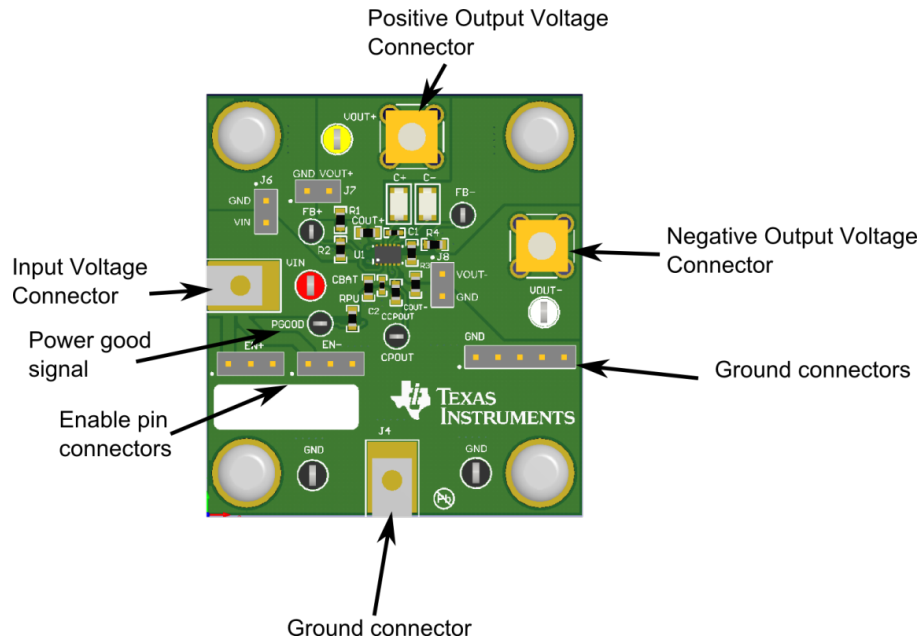 Positive Output Voltage
Connector
VOUT+
J6
GND VOUT+
J7
C+
C-
FB-
GND
VIN
FB+
R1
COUT+
C1
R4
R2
U1
Negative Output Voltage
Connector
Input Voltage
Connector
VIN
CBAT
R3
J8
VOUT-
GND
VOUT-
RPU
C2
CCPOUT
COUT-
PGOOD
CPOUT
Power good
signal
EN+
EN-
GND
Ground connectors
Enable pin
connectors
TEXAS
INSTRUMENTS
J4
GND
GND
Pb
Ground connector